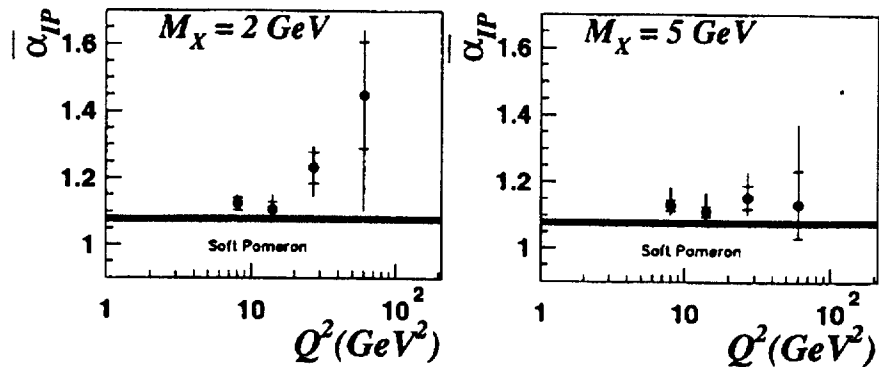 M_X = 2 GeV
α_IP
1.6
1.4
1.2
1
Soft Pomeron
1 10 10^2
Q^2(GeV^2)
M_X = 5 GeV
α_IP
1.6
1.4
1.2
1
Soft Pomeron
1 10 10^2
Q^2(GeV^2)